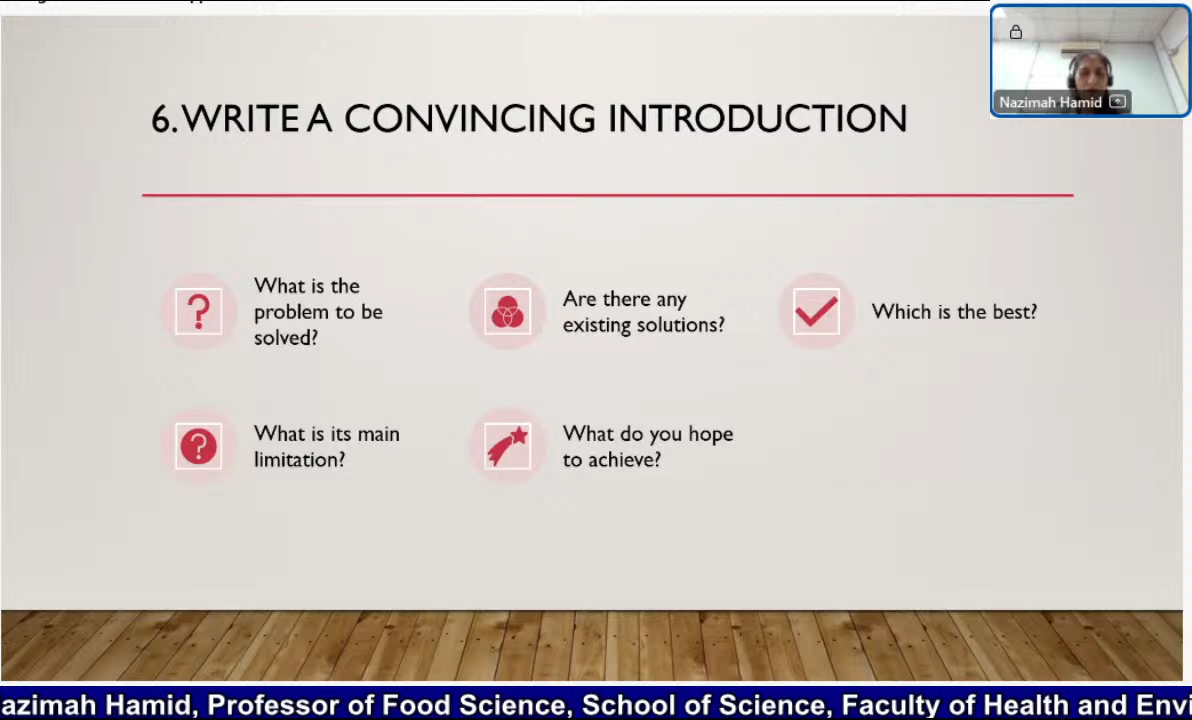 Nazimah Hamid
6. WRITE A CONVINCING INTRODUCTION
What is the
problem to be
solved?
Are there any
existing solutions?
Which is the best?
What is its main
limitation?
What do you hope
to achieve?
azimah Hamid, Professor of Food Science, School of Science, Faculty of Health and Envi